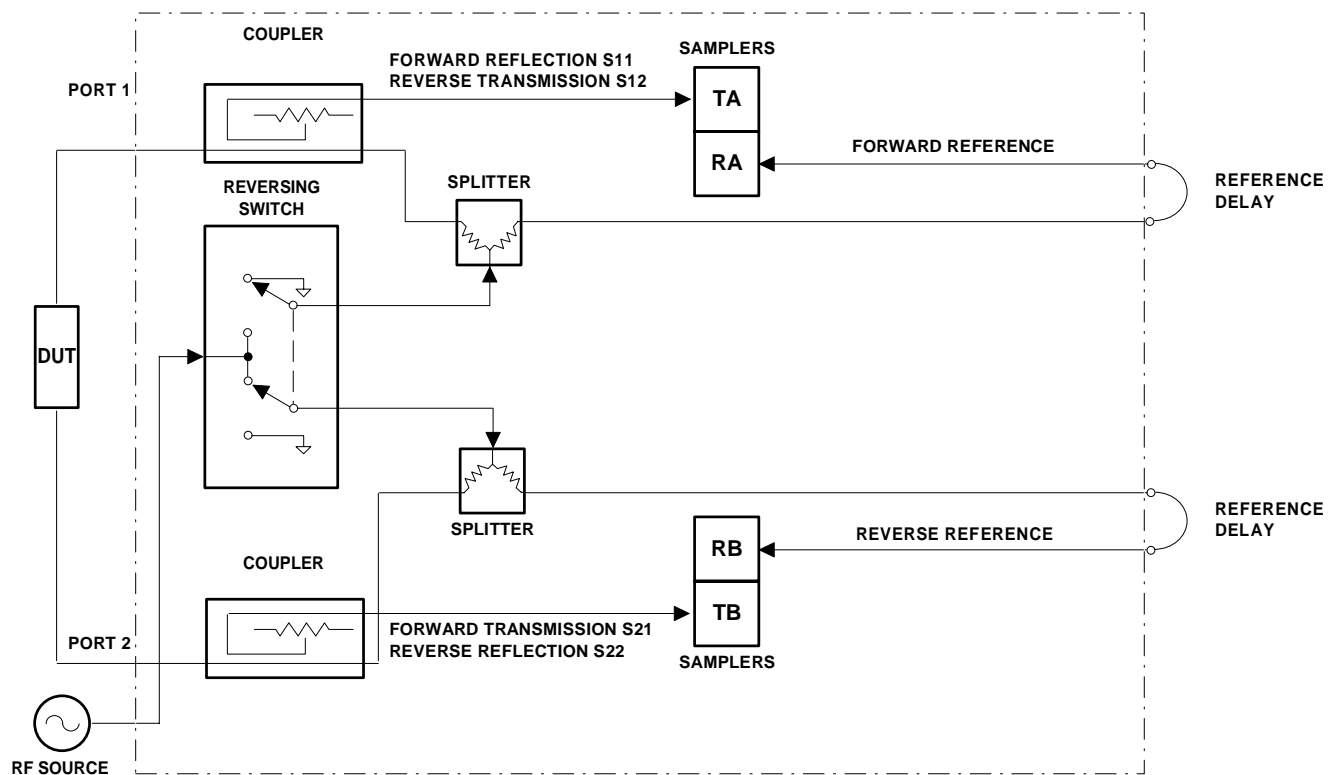 COUPLER
FORWARD REFLECTION S11
REVERSE TRANSMISSION S12
SAMPLERS
PORT 1
TA
RA
FORWARD REFERENCE
REFERENCE
DELAY
REVERSING
SWITCH
SPLITTER
DUT
SPLITTER
RB
REVERSE REFERENCE
REFERENCE
DELAY
COUPLER
TB
FORWARD TRANSMISSION S21
REVERSE REFLECTION S22
SAMPLERS
PORT 2
RF SOURCE